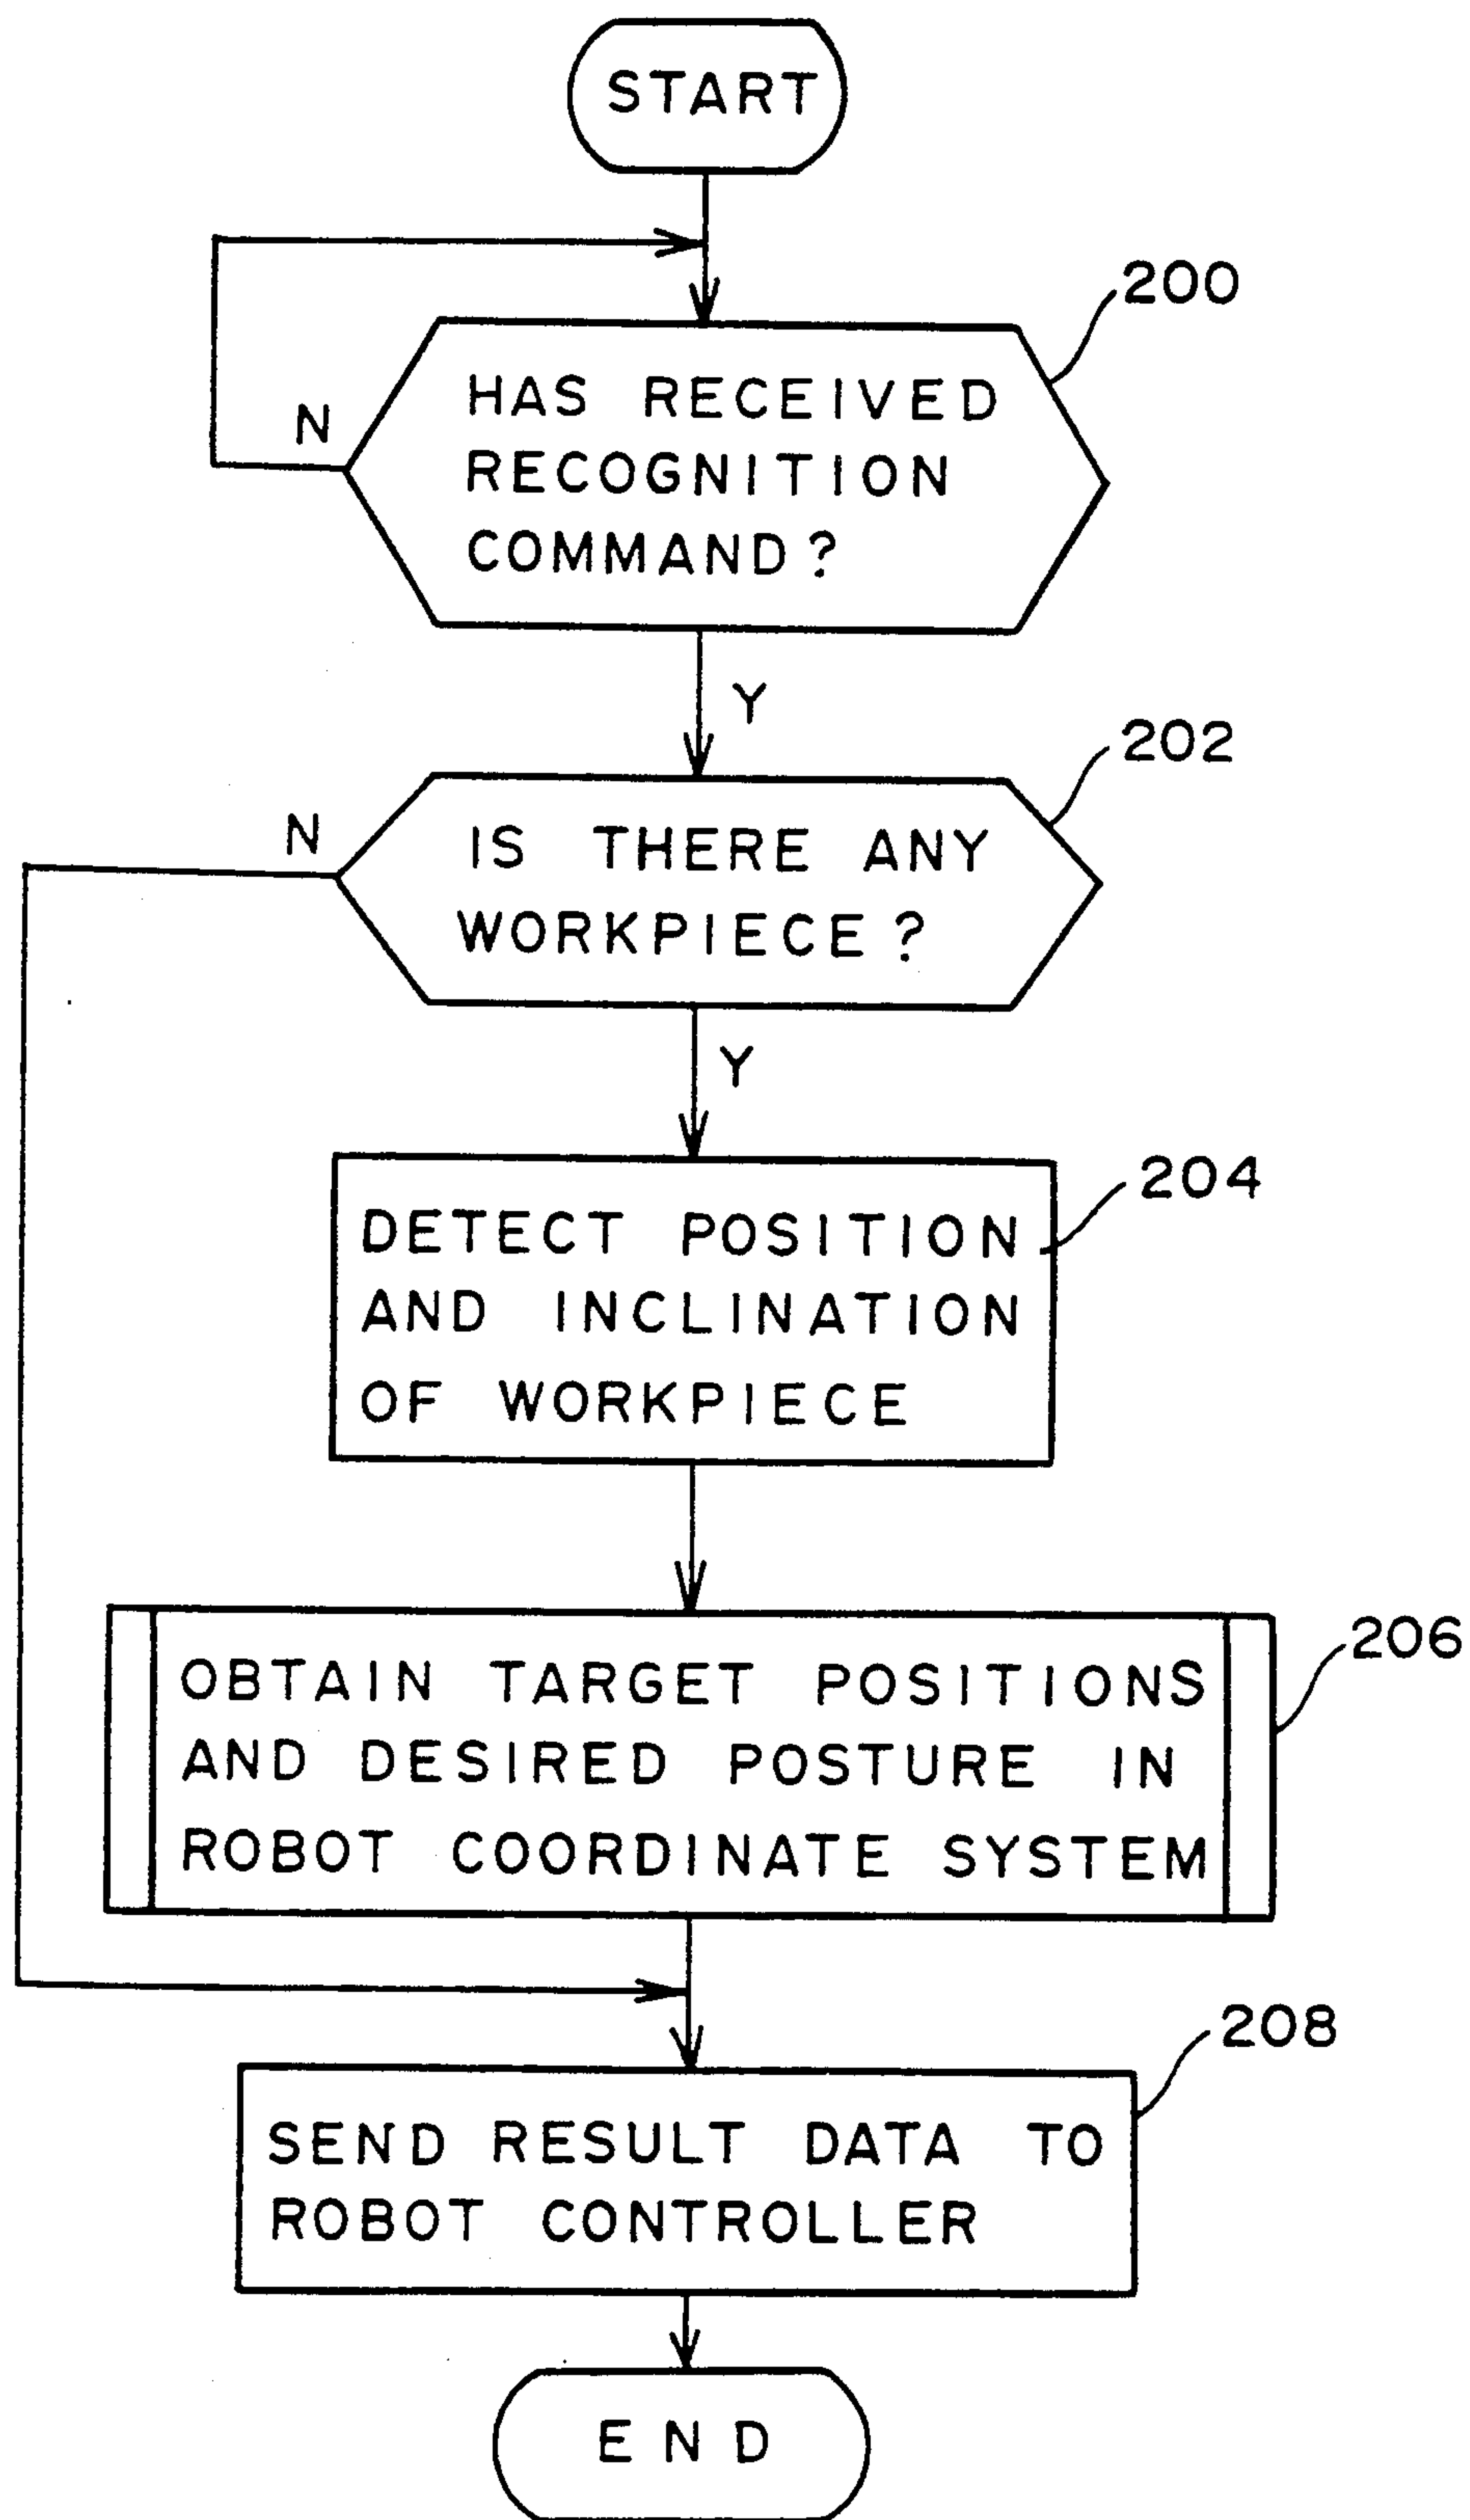 START
200
HAS RECEIVED
RECOGNITION
COMMAND?
N
Y
202
N
IS THERE ANY
WORKPIECE?
Y
204
DETECT POSITION
AND INCLINATION
OF WORKPIECE
206
OBTAIN TARGET POSITIONS
AND DESIRED POSTURE IN
ROBOT COORDINATE SYSTEM
208
SEND RESULT DATA TO
ROBOT CONTROLLER
END